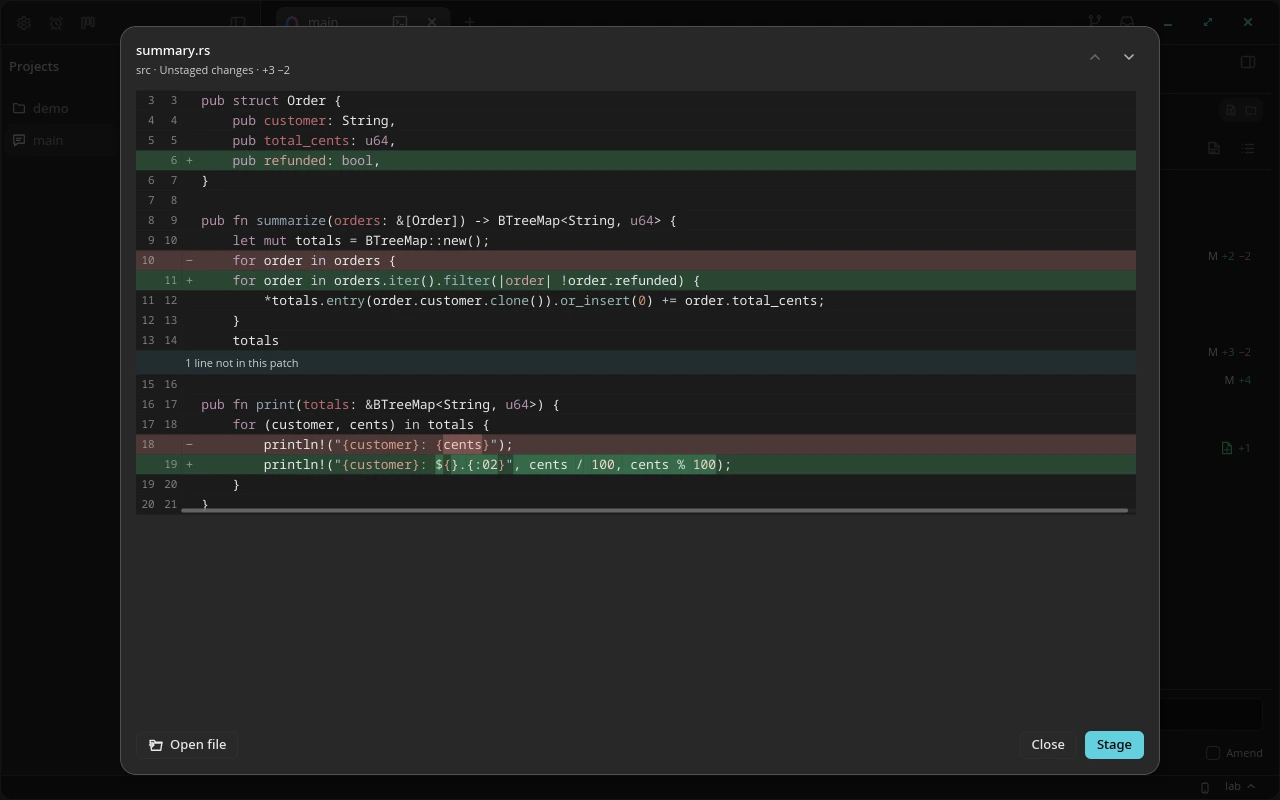 main
Projects
demo
main
summary.rs
src · Unstaged changes · +3 −2
3 3 pub struct Order {
4 4 pub customer: String,
5 5 pub total_cents: u64,
6 + pub refunded: bool,
6 7 }
7 8
8 9 pub fn summarize(orders: &[Order]) -> BTreeMap<String, u64> {
9 10 let mut totals = BTreeMap::new();
10 − for order in orders {
11 + for order in orders.iter().filter(|order| !order.refunded) {
11 12 *totals.entry(order.customer.clone()).or_insert(0) += order.total_cents;
12 13 }
13 14 totals
1 line not in this patch
15 16
16 17 pub fn print(totals: &BTreeMap<String, u64>) {
17 18 for (customer, cents) in totals {
18 − println!("{customer}: {cents}");
19 + println!("{customer}: ${}.{:02}", cents / 100, cents % 100);
19 20 }
20 21 }
M +2 −2
M +3 −2
M +4
+1
Open file
Close
Stage
Amend
lab